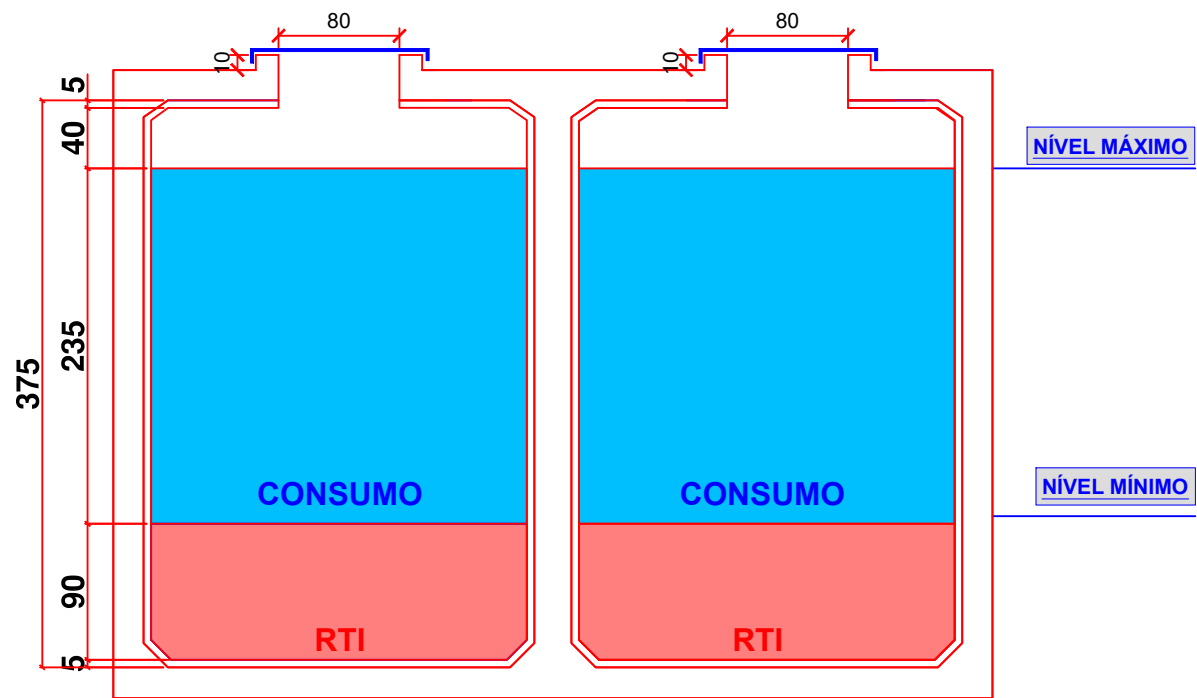 80
80
10
10
5
40
NÍVEL MÁXIMO
235
375
CONSUMO
CONSUMO
NÍVEL MÍNIMO
90
RTI
RTI
5